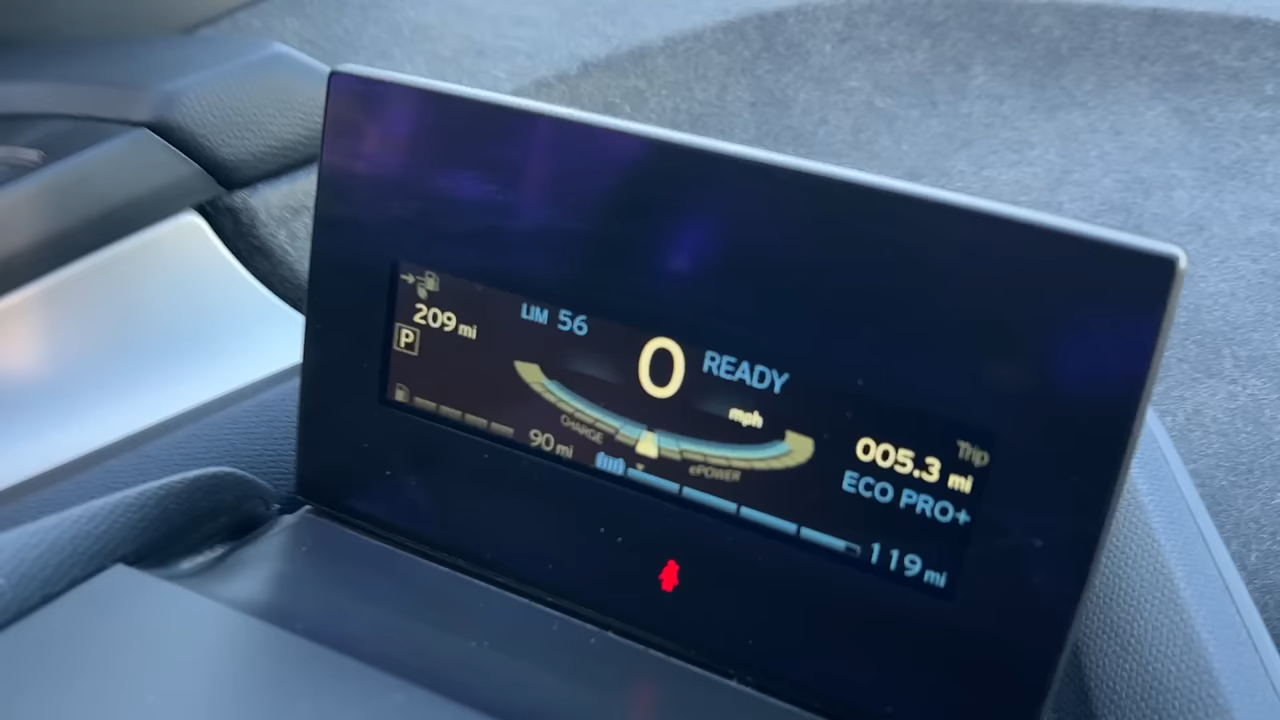 209 mi
LIM 56
P
0 READY
mph
CHARGE
ePOWER
90 mi
Trip
005.3 mi
ECO PRO+
119 mi